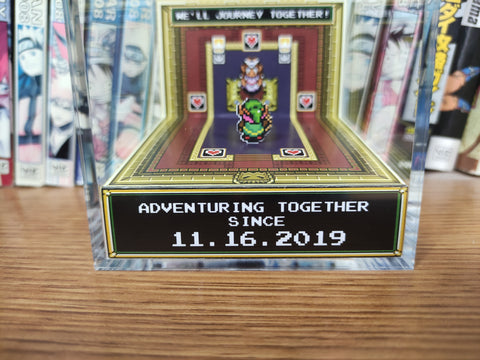 WE'LL JOURNEY TOGETHER!
ADVENTURING TOGETHER
SINCE
11.16.2019